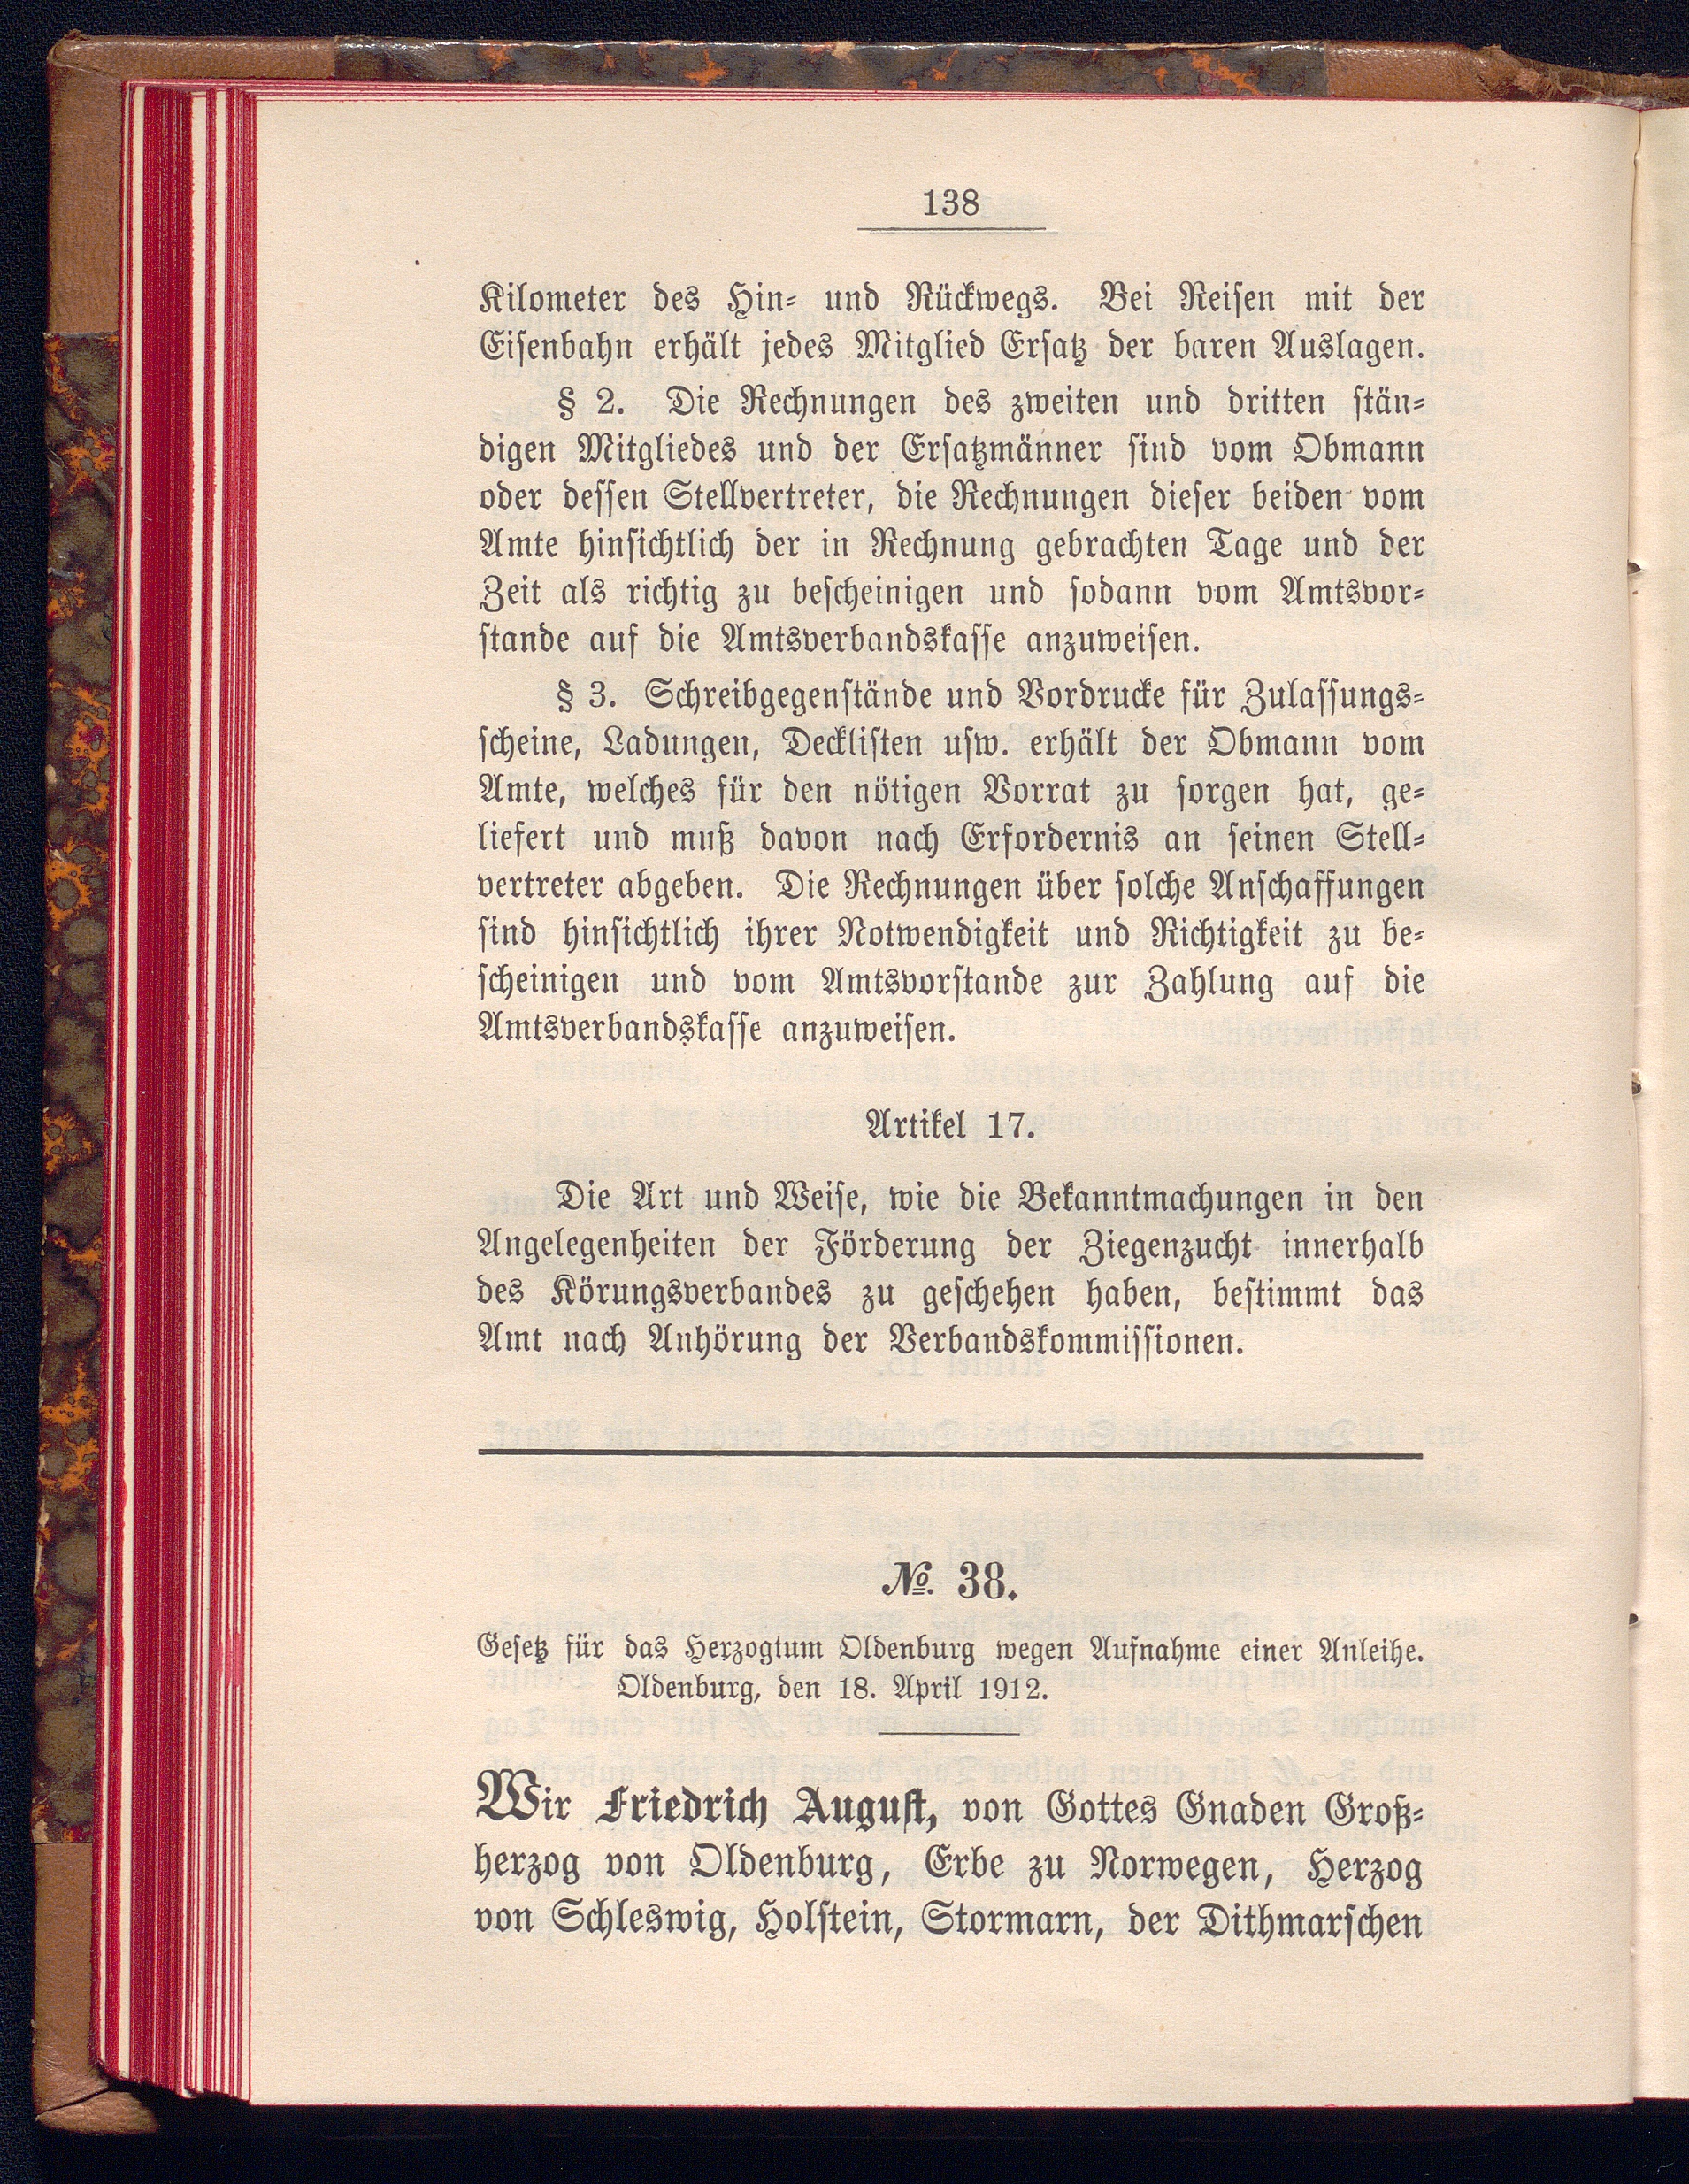 138
Kilometer des Hin- und Rückwegs. Bei Reisen mit der
Eisenbahn erhält jedes Mitglied Ersatz der baren Auslagen.
§ 2. Die Rechnungen des zweiten und dritten stän-
digen Mitgliedes und der Ersatzmänner sind vom Obmann
oder dessen Stellvertreter, die Rechnungen dieser beiden vom
Amte hinsichtlich der in Rechnung gebrachten Tage und der
Zeit als richtig zu bescheinigen und sodann vom Amtsvor-
stande auf die Amtsverbandskasse anzuweisen.
§ 3. Schreibgegenstände und Vordrucke für Zulassungs-
scheine, Ladungen, Decklisten usw. erhält der Obmann vom
Amte, welches für den nötigen Vorrat zu sorgen hat, ge-
liefert und muß davon nach Erfordernis an seinen Stell-
vertreter abgeben. Die Rechnungen über solche Anschaffungen
sind hinsichtlich ihrer Notwendigkeit und Richtigkeit zu be-
scheinigen und vom Amtsvorstande zur Zahlung auf die
Amtsverbandskasse anzuweisen.
Artikel 17.
Die Art und Weise, wie die Bekanntmachungen in den
Angelegenheiten der Förderung der Ziegenzucht innerhalb
des Körungsverbandes zu geschehen haben, bestimmt das
Amt nach Anhörung der Verbandskommissionen.
№. 38.
Gesetz für das Herzogtum Oldenburg wegen Aufnahme einer Anleihe.
Oldenburg, den 18. April 1912.
Wir Friedrich August, von Gottes Gnaden Groß-
herzog von Oldenburg, Erbe zu Norwegen, Herzog
von Schleswig, Holstein, Stormarn, der Dithmarschen